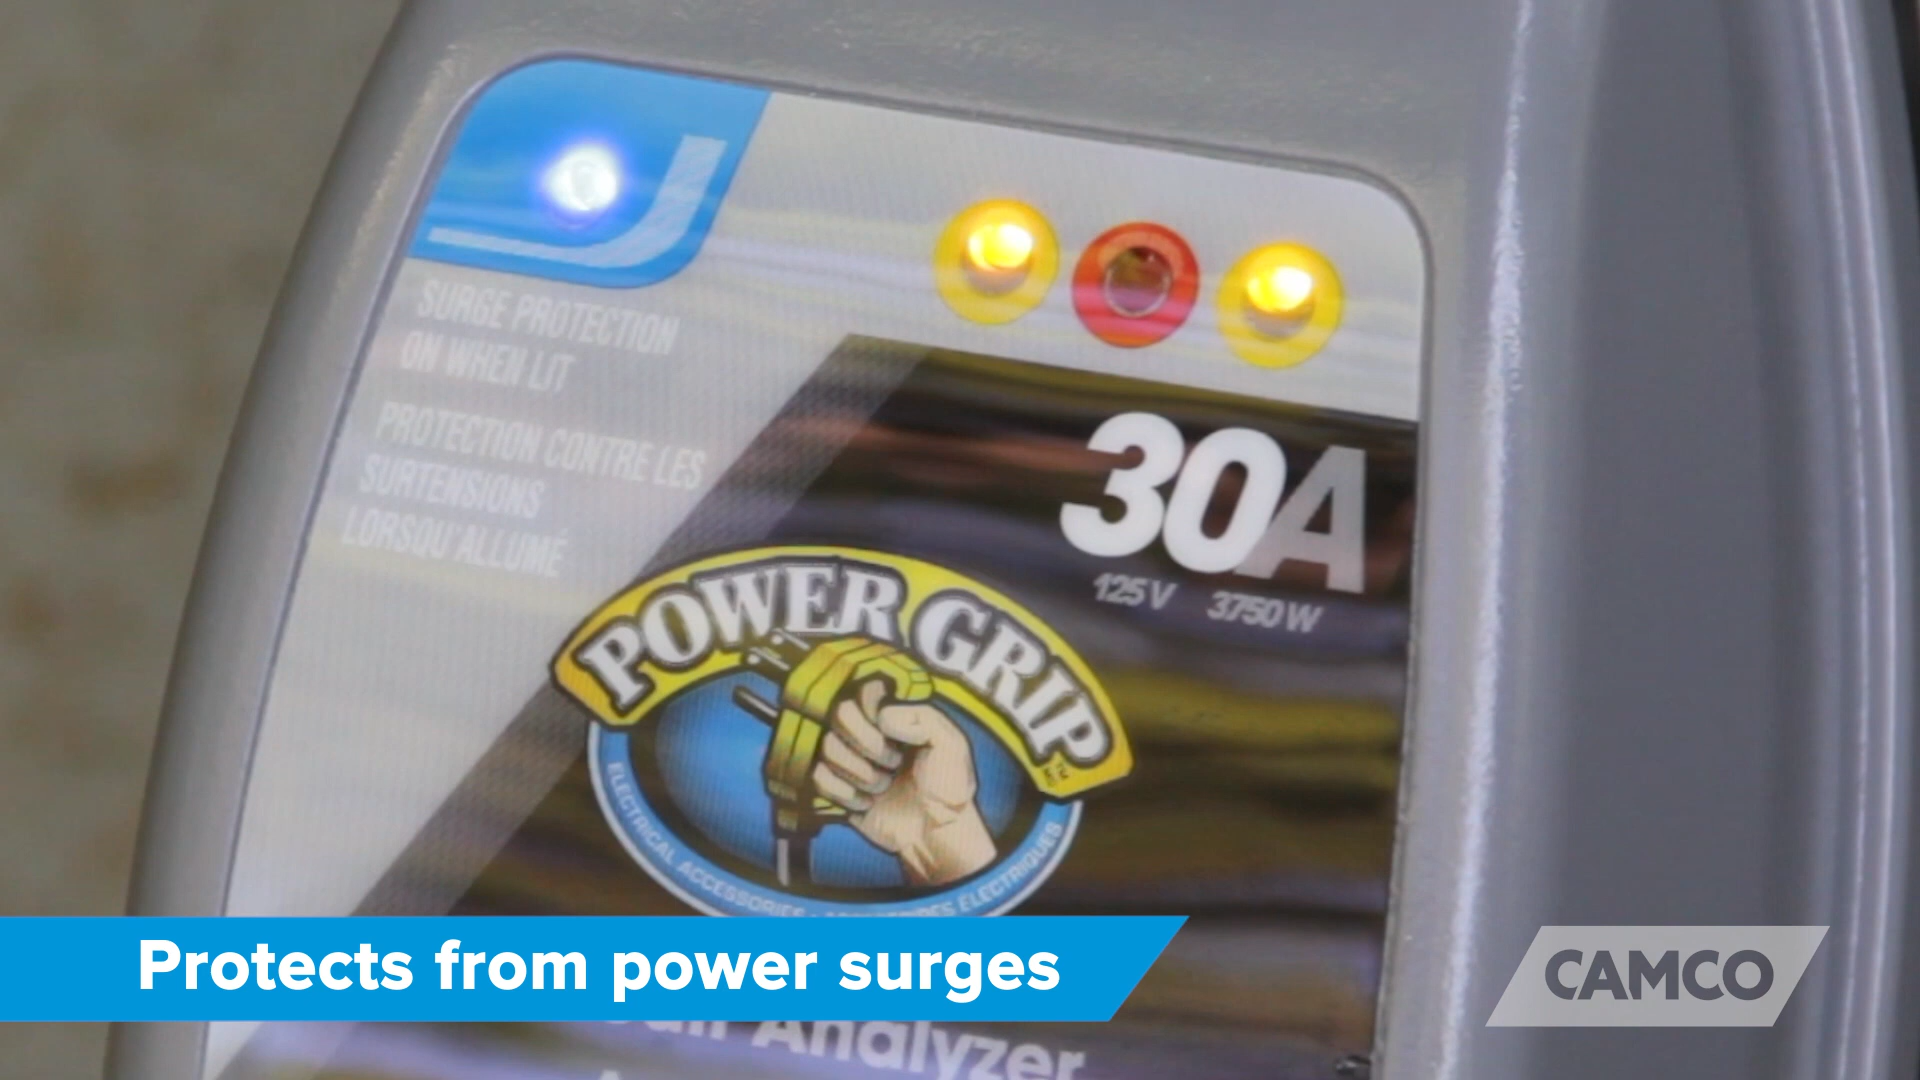 SURGE PROTECTION
ON WHEN LIT
PROTECTION CONTRE LES
SURTENSIONS
LORSQU'ALLUMÉ
30A
125V 3750W
POWER GRIP
ELECTRICAL ACCESSORIES • ACCESSOIRES ÉLECTRIQUES
Protects from power surges
CAMCO
Analyzer